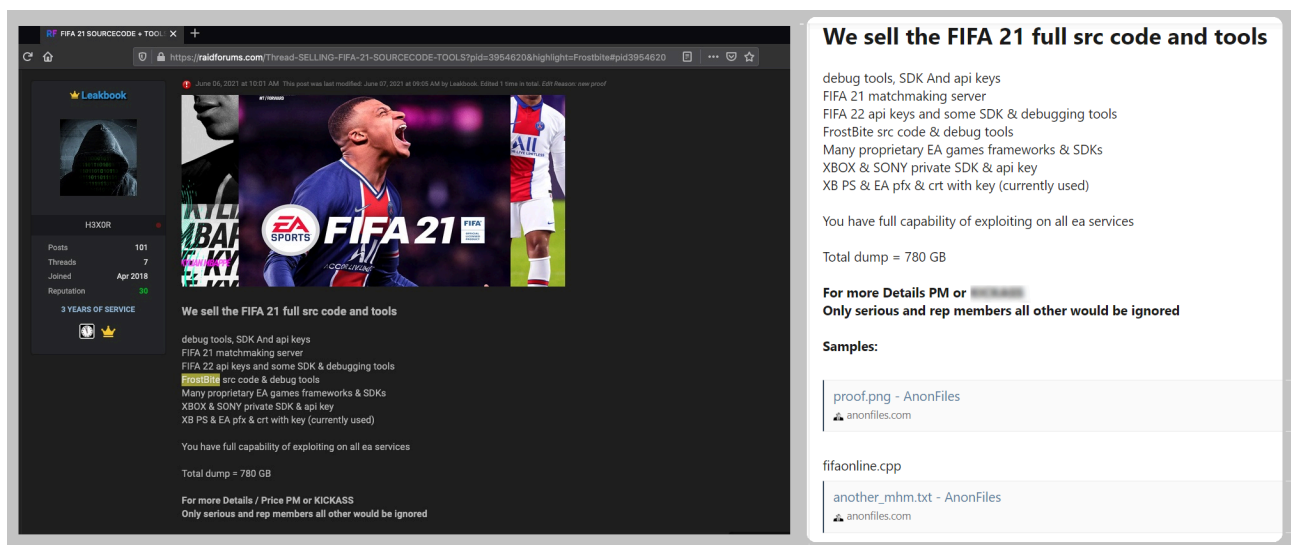 RF FIFA 21 SOURCECODE + TOOLS
https://raidforums.com/Thread-SELLING-FIFA-21-SOURCECODE-TOOLS?pid=3954620&highlight=Frostbite#pid3954620
Leakbook
H3X0R
Posts 101
Threads 7
Joined Apr 2018
Reputation 30
3 YEARS OF SERVICE
June 06, 2021 at 10:01 AM This post was last modified: June 07, 2021 at 09:05 AM by Leakbook. Edited 1 time in total. Edit Reason: new proof
EA
SPORTS
FIFA 21
FIFA
We sell the FIFA 21 full src code and tools
debug tools, SDK And api keys
FIFA 21 matchmaking server
FIFA 22 api keys and some SDK & debugging tools
FrostBite src code & debug tools
Many proprietary EA games frameworks & SDKs
XBOX & SONY private SDK & api key
XB PS & EA pfx & crt with key (currently used)
You have full capability of exploiting on all ea services
Total dump = 780 GB
For more Details / Price PM or KICKASS
Only serious and rep members all other would be ignored
We sell the FIFA 21 full src code and tools
debug tools, SDK And api keys
FIFA 21 matchmaking server
FIFA 22 api keys and some SDK & debugging tools
FrostBite src code & debug tools
Many proprietary EA games frameworks & SDKs
XBOX & SONY private SDK & api key
XB PS & EA pfx & crt with key (currently used)
You have full capability of exploiting on all ea services
Total dump = 780 GB
For more Details PM or
Only serious and rep members all other would be ignored
Samples:
proof.png - AnonFiles
anonfiles.com
fifaonline.cpp
another_mhm.txt - AnonFiles
anonfiles.com